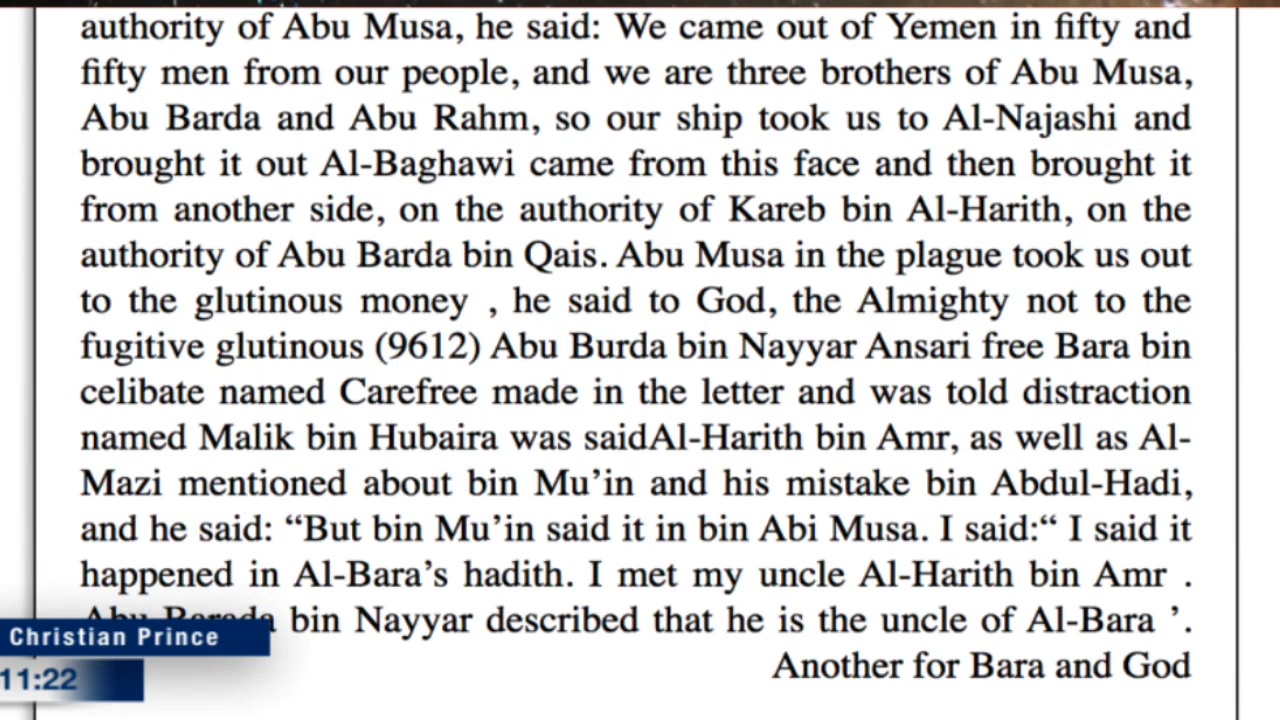 authority of Abu Musa, he said: We came out of Yemen in fifty and
fifty men from our people, and we are three brothers of Abu Musa,
Abu Barda and Abu Rahm, so our ship took us to Al-Najashi and
brought it out Al-Baghawi came from this face and then brought it
from another side, on the authority of Kareb bin Al-Harith, on the
authority of Abu Barda bin Qais. Abu Musa in the plague took us out
to the glutinous money , he said to God, the Almighty not to the
fugitive glutinous (9612) Abu Burda bin Nayyar Ansari free Bara bin
celibate named Carefree made in the letter and was told distraction
named Malik bin Hubaira was saidAl-Harith bin Amr, as well as Al-
Mazi mentioned about bin Mu’in and his mistake bin Abdul-Hadi,
and he said: “But bin Mu’in said it in bin Abi Musa. I said:“ I said it
happened in Al-Bara’s hadith. I met my uncle Al-Harith bin Amr .
bin Nayyar described that he is the uncle of Al-Bara ’.
Another for Bara and God
Christian Prince
11:22